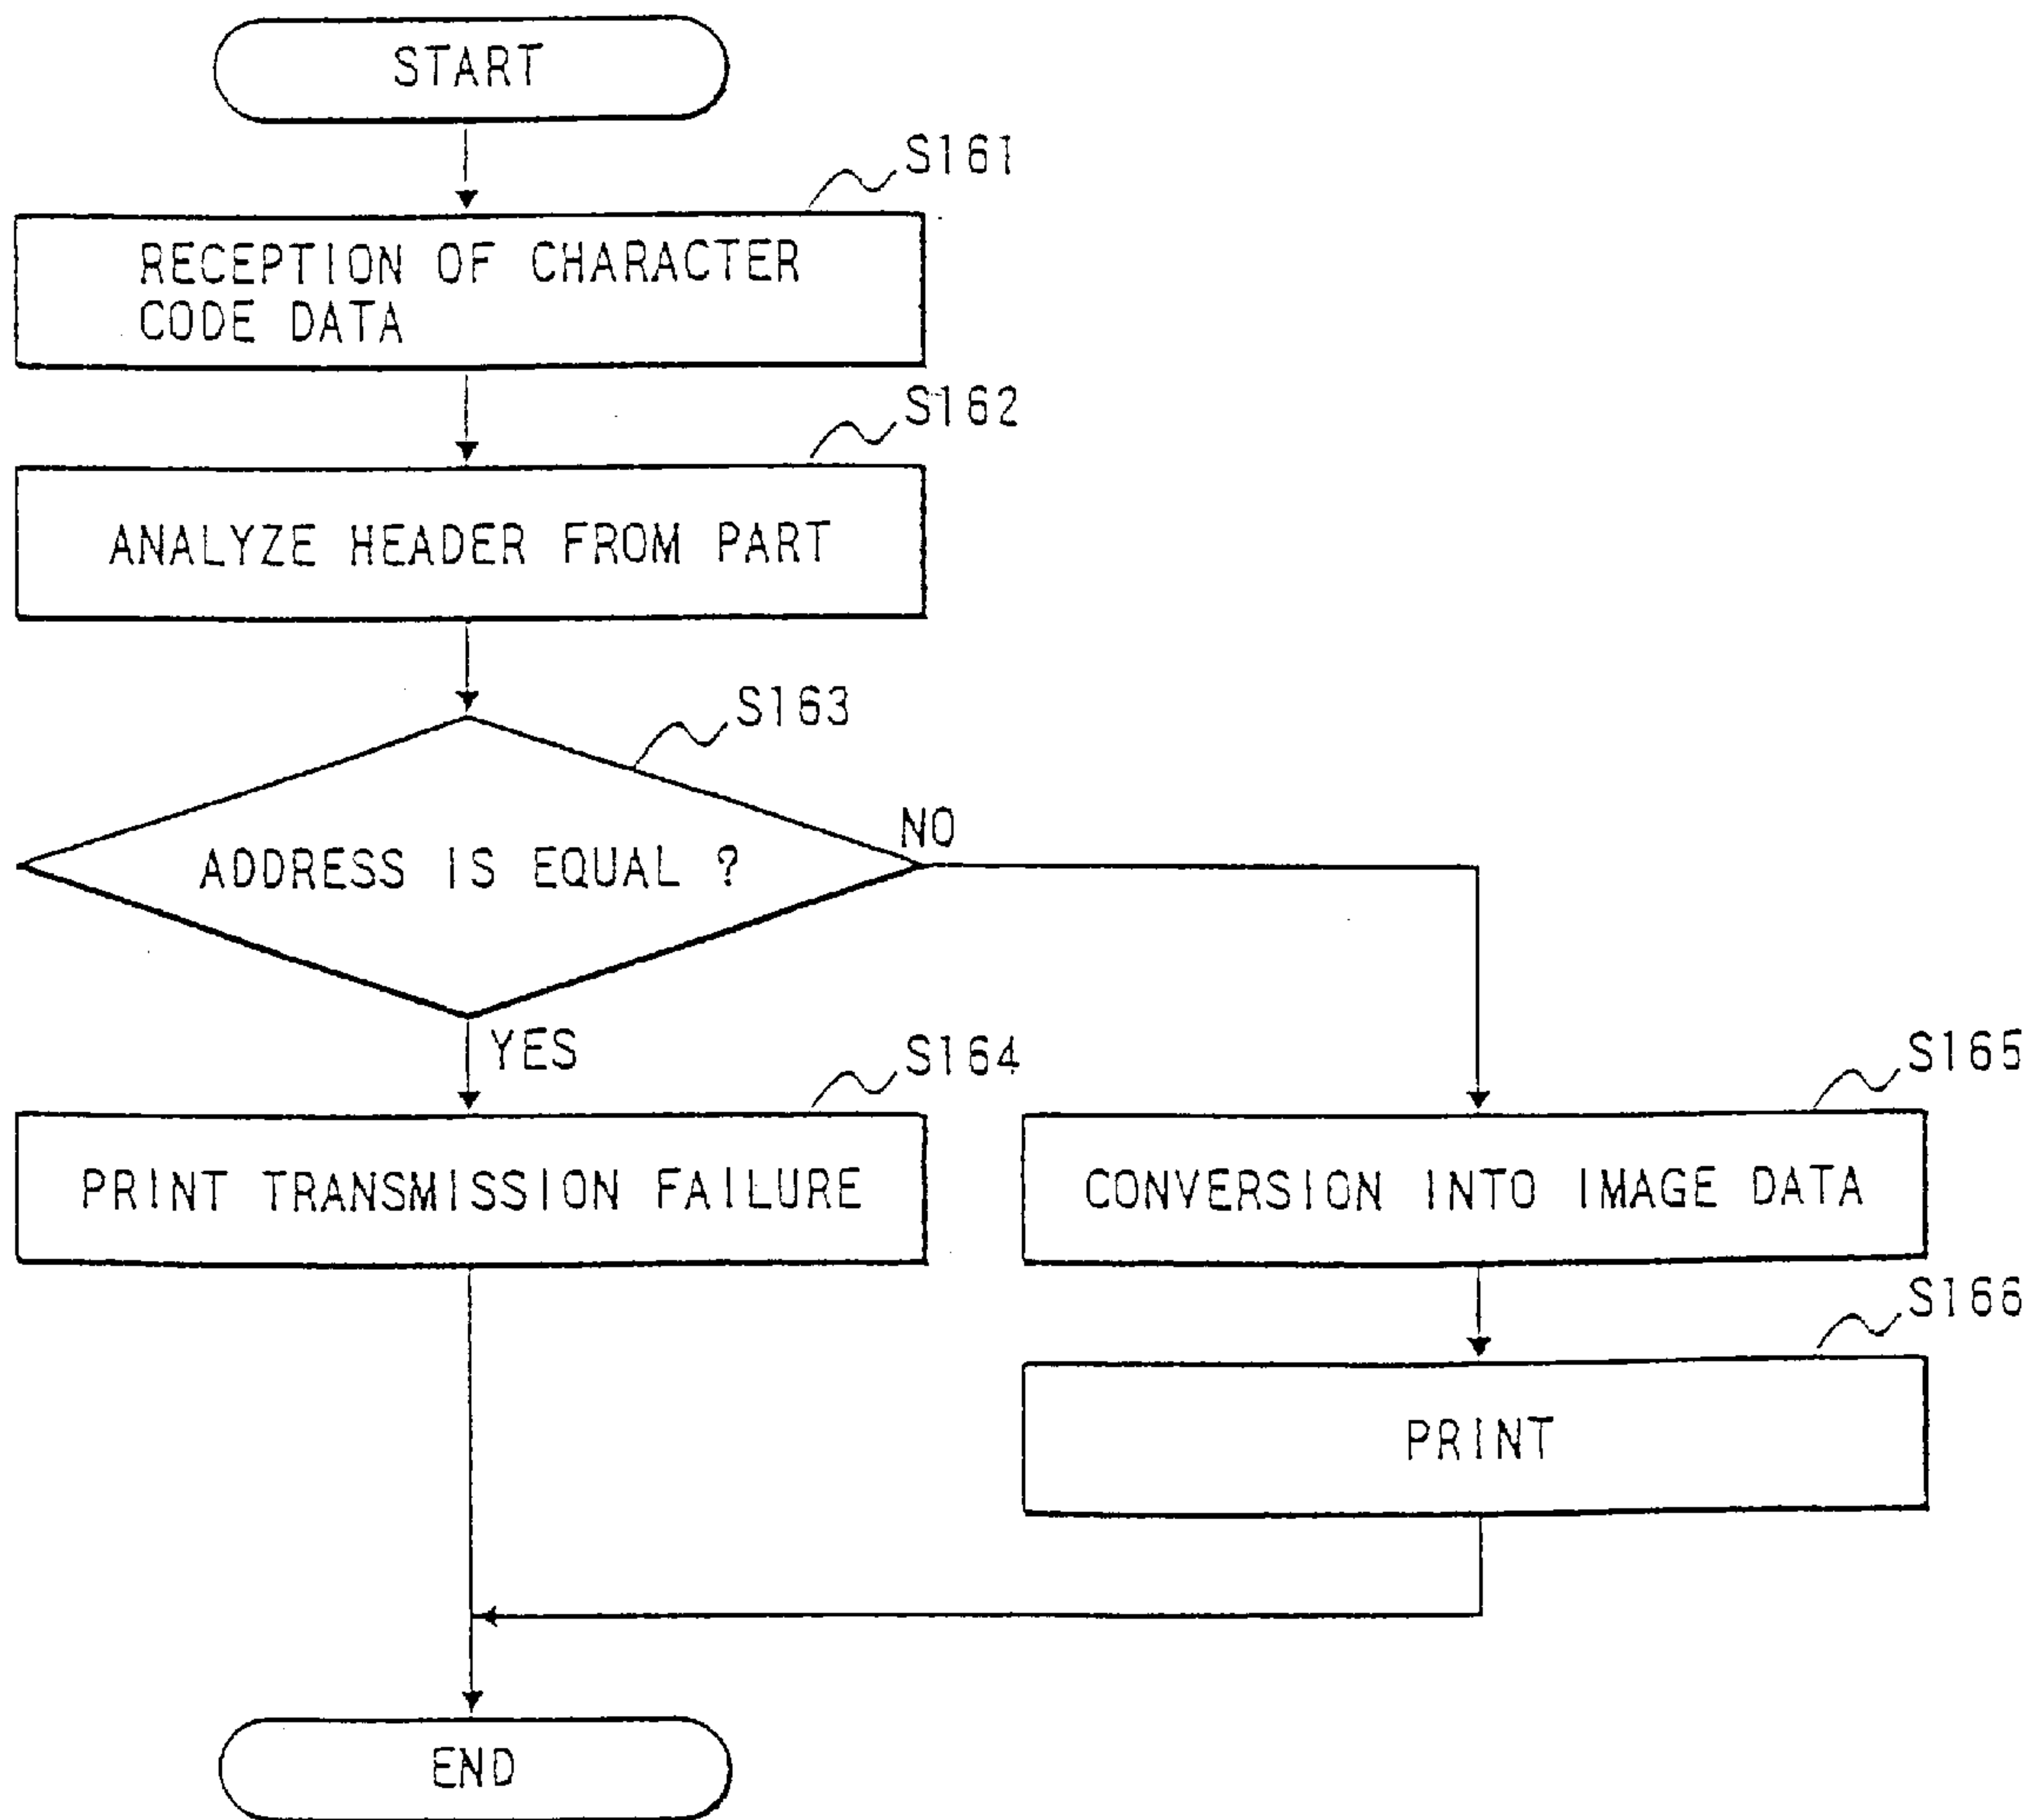 START
S161
RECEPTION OF CHARACTER
CODE DATA
S162
ANALYZE HEADER FROM PART
S163
ADDRESS IS EQUAL ?
NO
YES
S164
S165
PRINT TRANSMISSION FAILURE
CONVERSION INTO IMAGE DATA
S166
PRINT
END